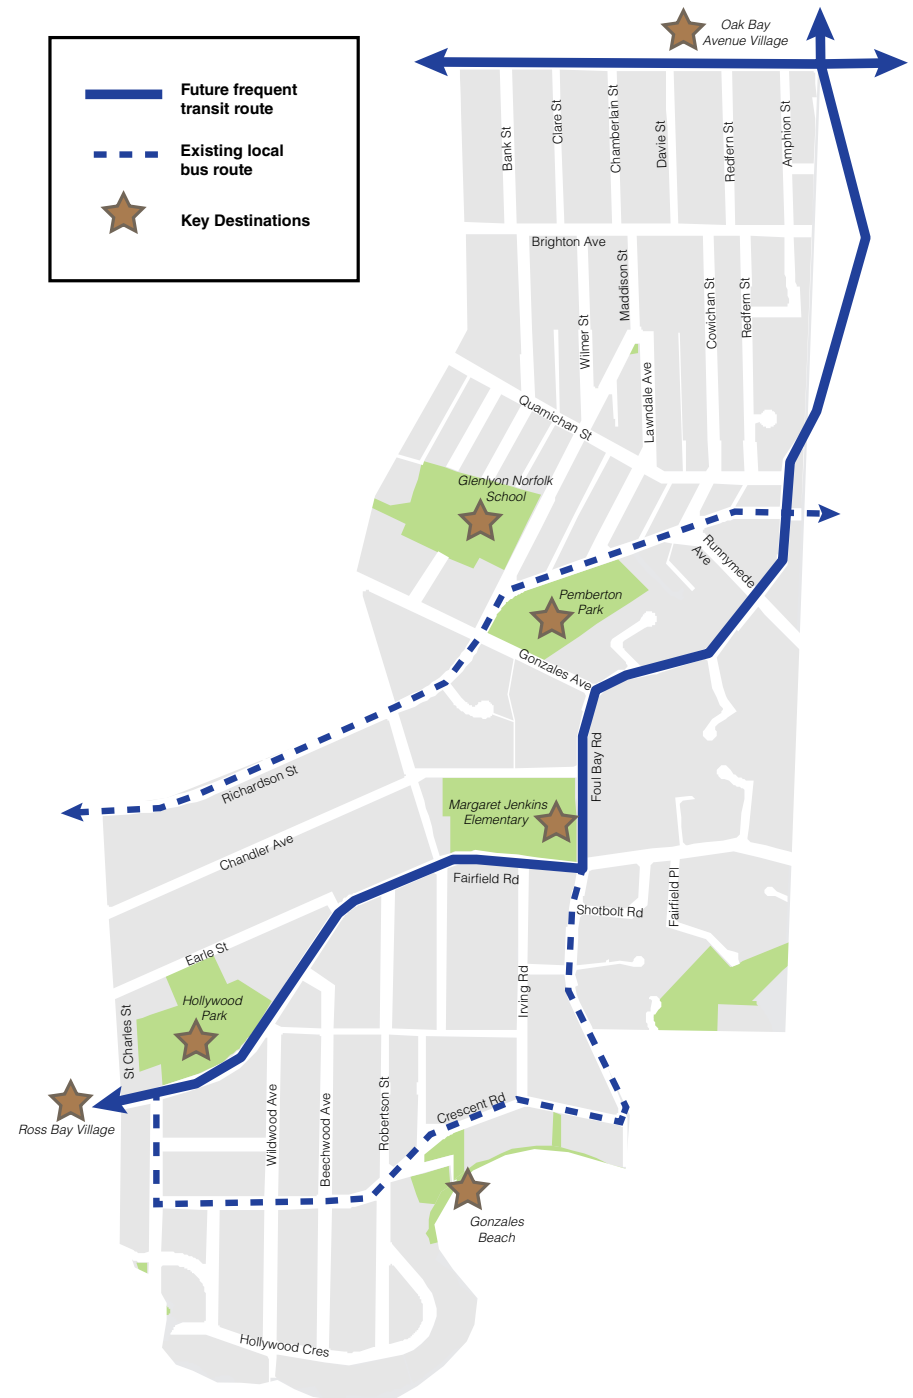 Oak Bay
Avenue Village
Future frequent
transit route
Existing local
bus route
Key Destinations
Bank St
Clare St
Chamberlain St
Davie St
Redfern St
Amphion St
Brighton Ave
Wilmer St
Maddison St
Lawndale Ave
Cowichan St
Redfern St
Quamichan St
Glenlyon Norfolk
School
Runnymede
Ave
Pemberton
Park
Gonzales Ave
Foul Bay Rd
Richardson St
Margaret Jenkins
Elementary
Chandler Ave
Fairfield Rd
Shotbolt Rd
Fairfield Pl
Earle St
Irving Rd
Hollywood
Park
St Charles St
Ross Bay Village
Wildwood Ave
Beechwood Ave
Robertson St
Crescent Rd
Gonzales
Beach
Hollywood Cres